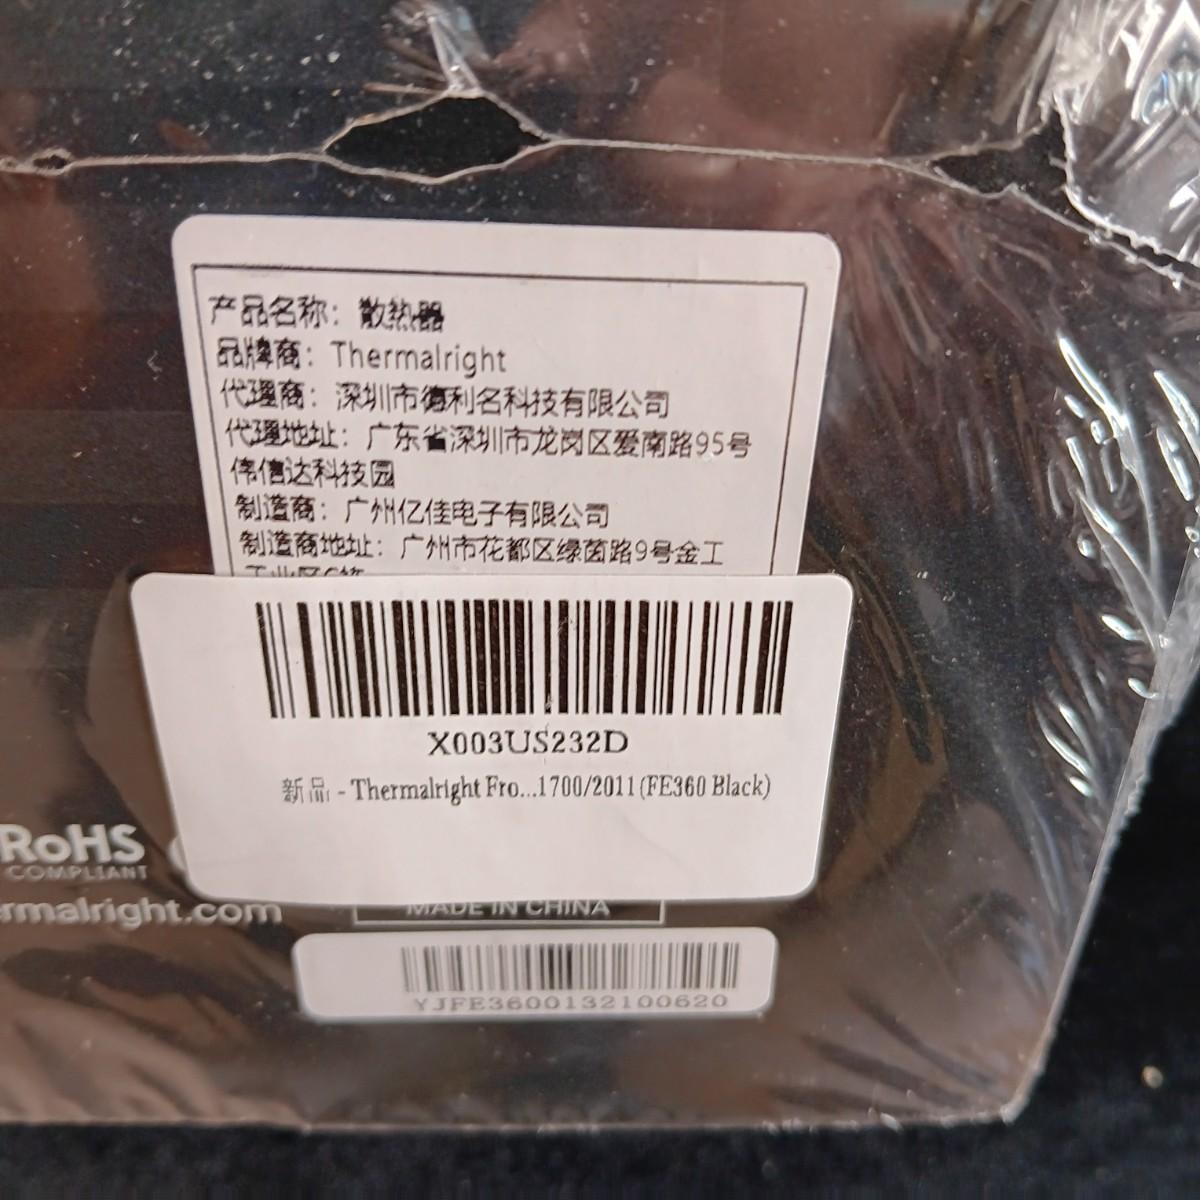 产品名称：散热器
品牌商：Thermalright
代理商：深圳市德利名科技有限公司
代理地址：广东省深圳市龙岗区爱南路95号
伟信达科技园
制造商：广州亿佳电子有限公司
制造商地址：广州市花都区绿茵路9号金工
X003US232D
新品 - Thermalright Fro...1700/2011(FE360 Black)
RoHS
COMPLIANT
ermalright.com
MADE IN CHINA
YJFE3600132100620